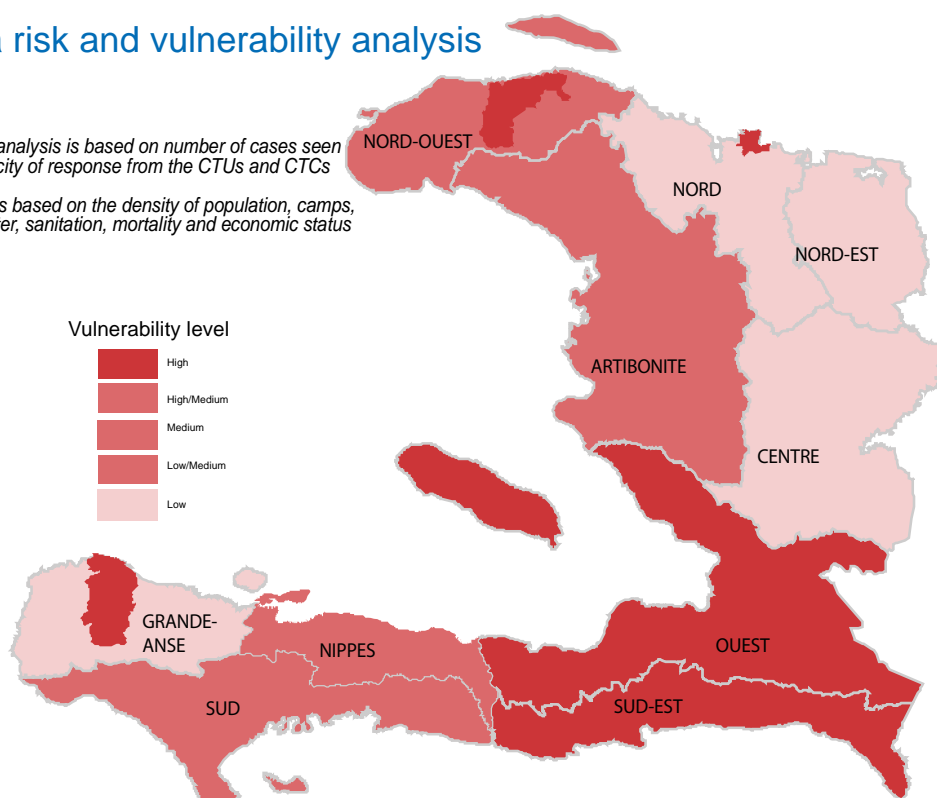 risk and vulnerability analysis
analysis is based on number of cases seen
city of response from the CTUs and CTCs
s based on the density of population, camps,
er, sanitation, mortality and economic status
Vulnerability level
High
High/Medium
Medium
Low/Medium
Low
NORD-OUEST
NORD
NORD-EST
ARTIBONITE
CENTRE
GRANDE-
ANSE
NIPPES
OUEST
SUD-EST
SUD